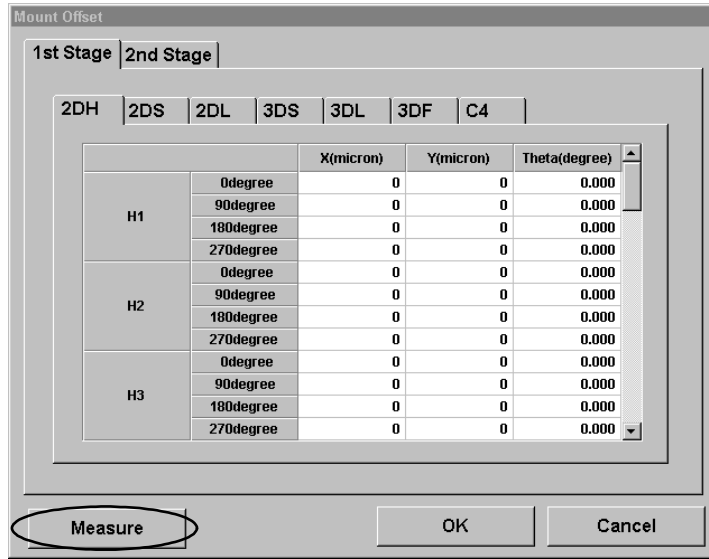 Mount Offset
1st Stage 2nd Stage
2DH 2DS 2DL 3DS 3DL 3DF C4
X(micron) Y(micron) Theta(degree)
H1
0degree 0 0 0.000
90degree 0 0 0.000
180degree 0 0 0.000
270degree 0 0 0.000
H2
0degree 0 0 0.000
90degree 0 0 0.000
180degree 0 0 0.000
270degree 0 0 0.000
H3
0degree 0 0 0.000
90degree 0 0 0.000
180degree 0 0 0.000
270degree 0 0 0.000
Measure OK Cancel